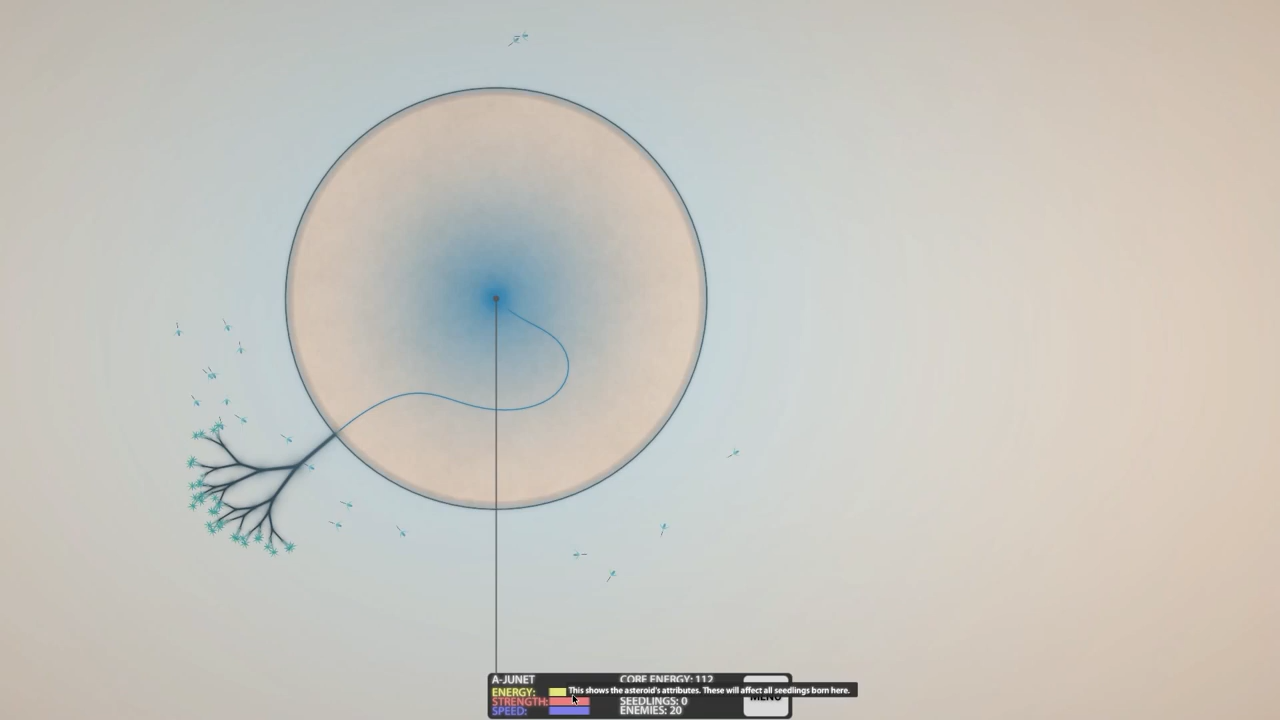 A-JUNET
CORE ENERGY: 112
ENERGY:
This shows the asteroid's attributes. These will affect all seedlings born here.
STRENGTH:
SEEDLINGS: 0
MENU
SPEED:
ENEMIES: 20